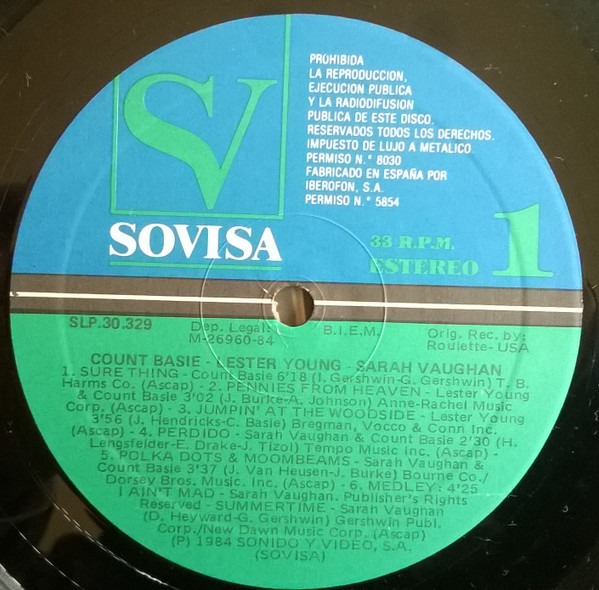 SV
SOVISA
PROHIBIDA
LA REPRODUCCION,
EJECUCION PUBLICA
Y LA RADIODIFUSION
PUBLICA DE ESTE DISCO.
RESERVADOS TODOS LOS DERECHOS.
IMPUESTO DE LUJO A METALICO
PERMISO N.° 8030
FABRICADO EN ESPAÑA POR
IBEROFON, S.A.
PERMISO N.° 5854
33 R.P.M.
ESTEREO 1
SLP.30.329 Dep. Legal: B.I.E.M. Orig. Rec. by:
M-26960-84 Roulette-USA
COUNT BASIE - LESTER YOUNG - SARAH VAUGHAN
1. SURE THING - Count Basie 6'18 (I. Gershwin-G. Gershwin) T. B.
Harms Co. (Ascap) - 2. PENNIES FROM HEAVEN - Lester Young
& Count Basie 3'02 (J. Burke-A. Johnson) Anne-Rachel Music
Corp. (Ascap) - 3. JUMPIN' AT THE WOODSIDE - Lester Young
3'56 (J. Hendricks-C. Basie) Bregman, Vocco & Conn Inc.
(Ascap) - 4. PERDIDO - Sarah Vaughan & Count Basie 2'30 (H.
Lengsfelder-E. Drake-J. Tizol) Tempo Music Inc. (Ascap) -
5. POLKA DOTS & MOOMBEAMS - Sarah Vaughan &
Count Basie 3'37 (J. Van Heusen-J. Burke) Bourne Co./
Dorsey Bros. Music. Inc. (Ascap) - 6. MEDLEY: 4'25
I AIN'T MAD - Sarah Vaughan. Publisher's Rights
Reserved - SUMMERTIME - Sarah Vaughan
(D. Heyward-G. Gershwin) Gershwin Publ.
Corp./New Dawn Music Corp. (Ascap)
(P) 1984 SONIDO Y VIDEO, S.A.
(SOVISA)